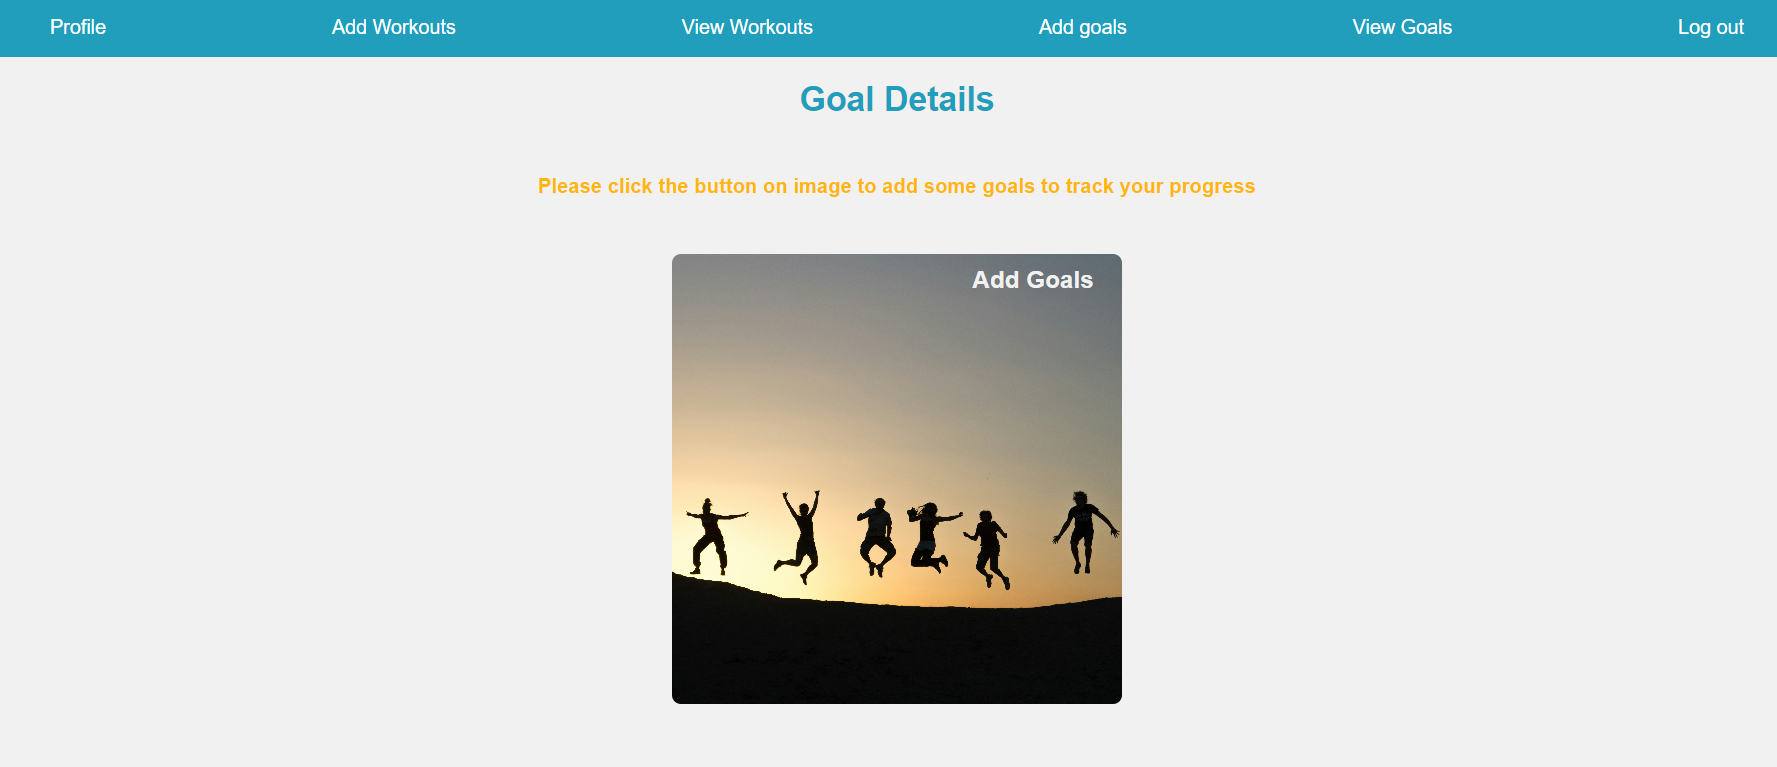 Profile Add Workouts View Workouts Add goals View Goals Log out
Goal Details
Please click the button on image to add some goals to track your progress
Add Goals